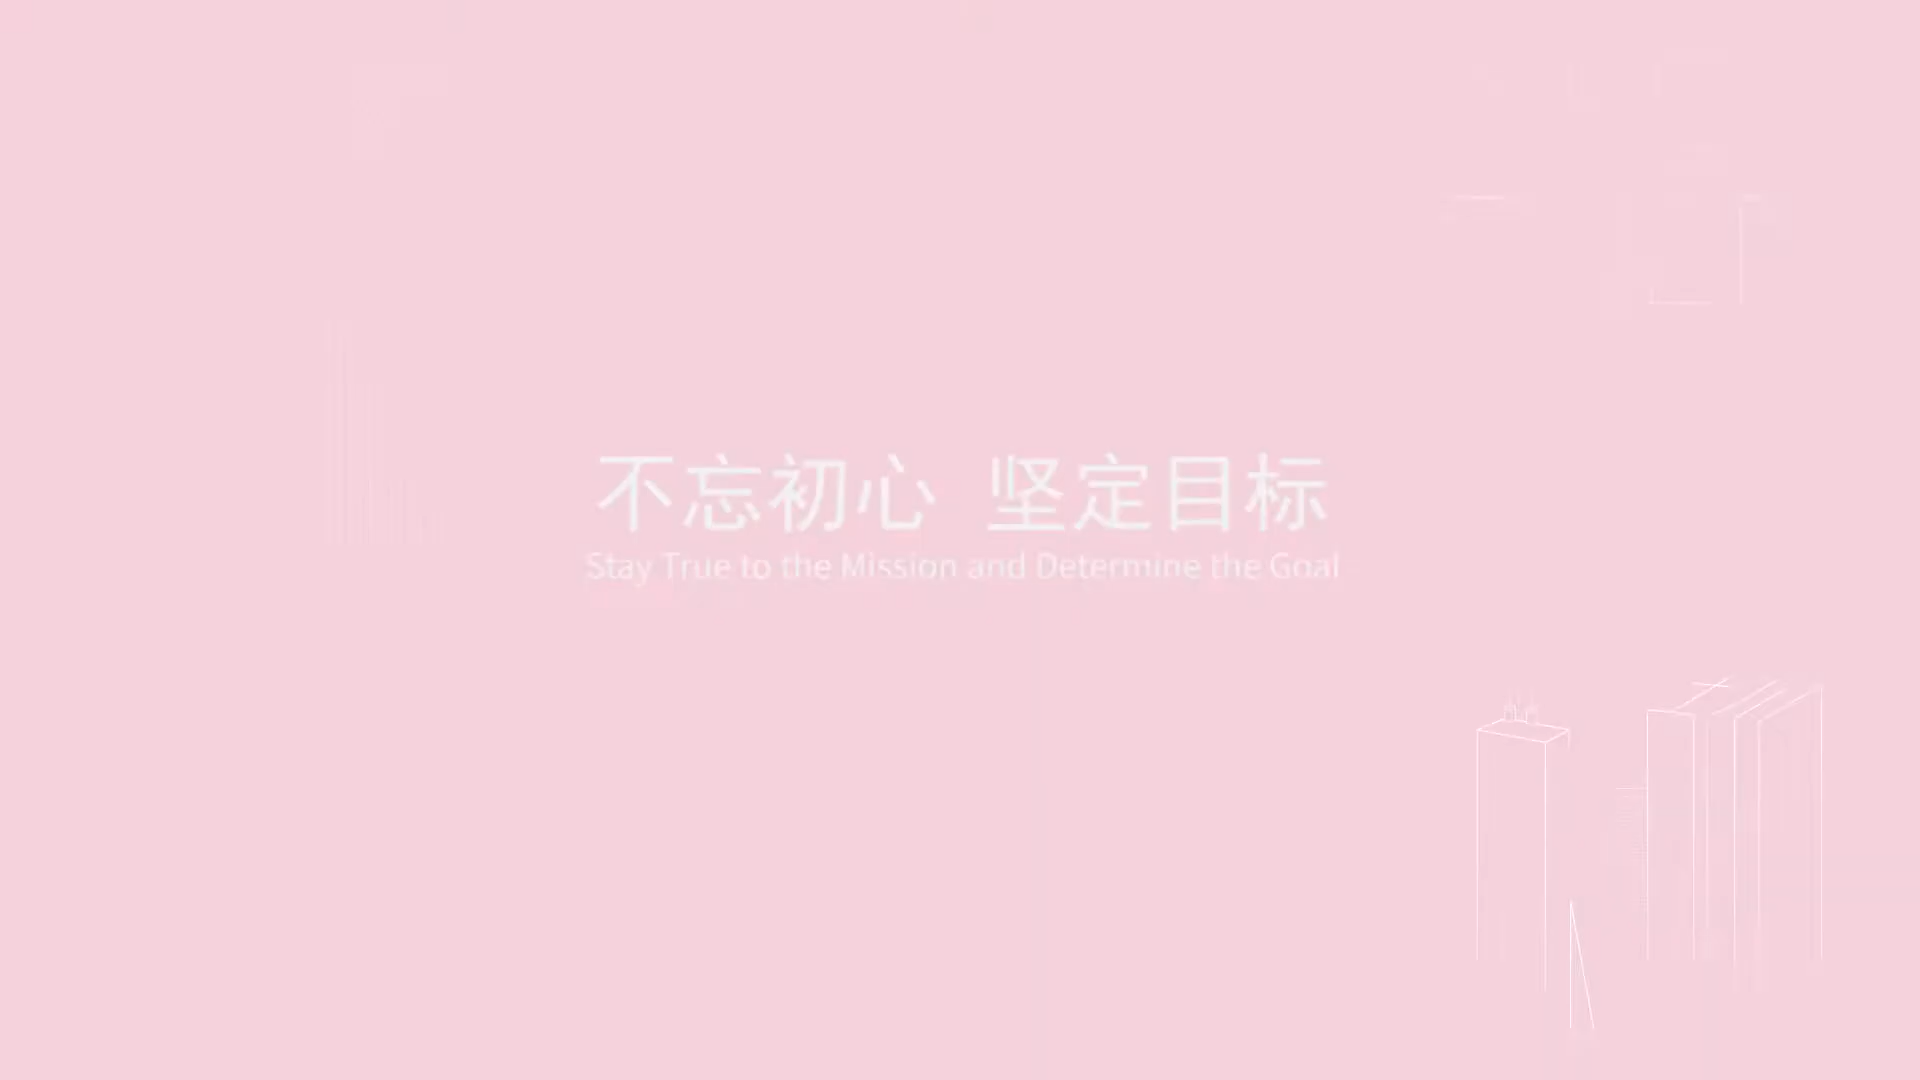 不忘初心 坚定目标
Stay True to the Mission and Determine the Goal